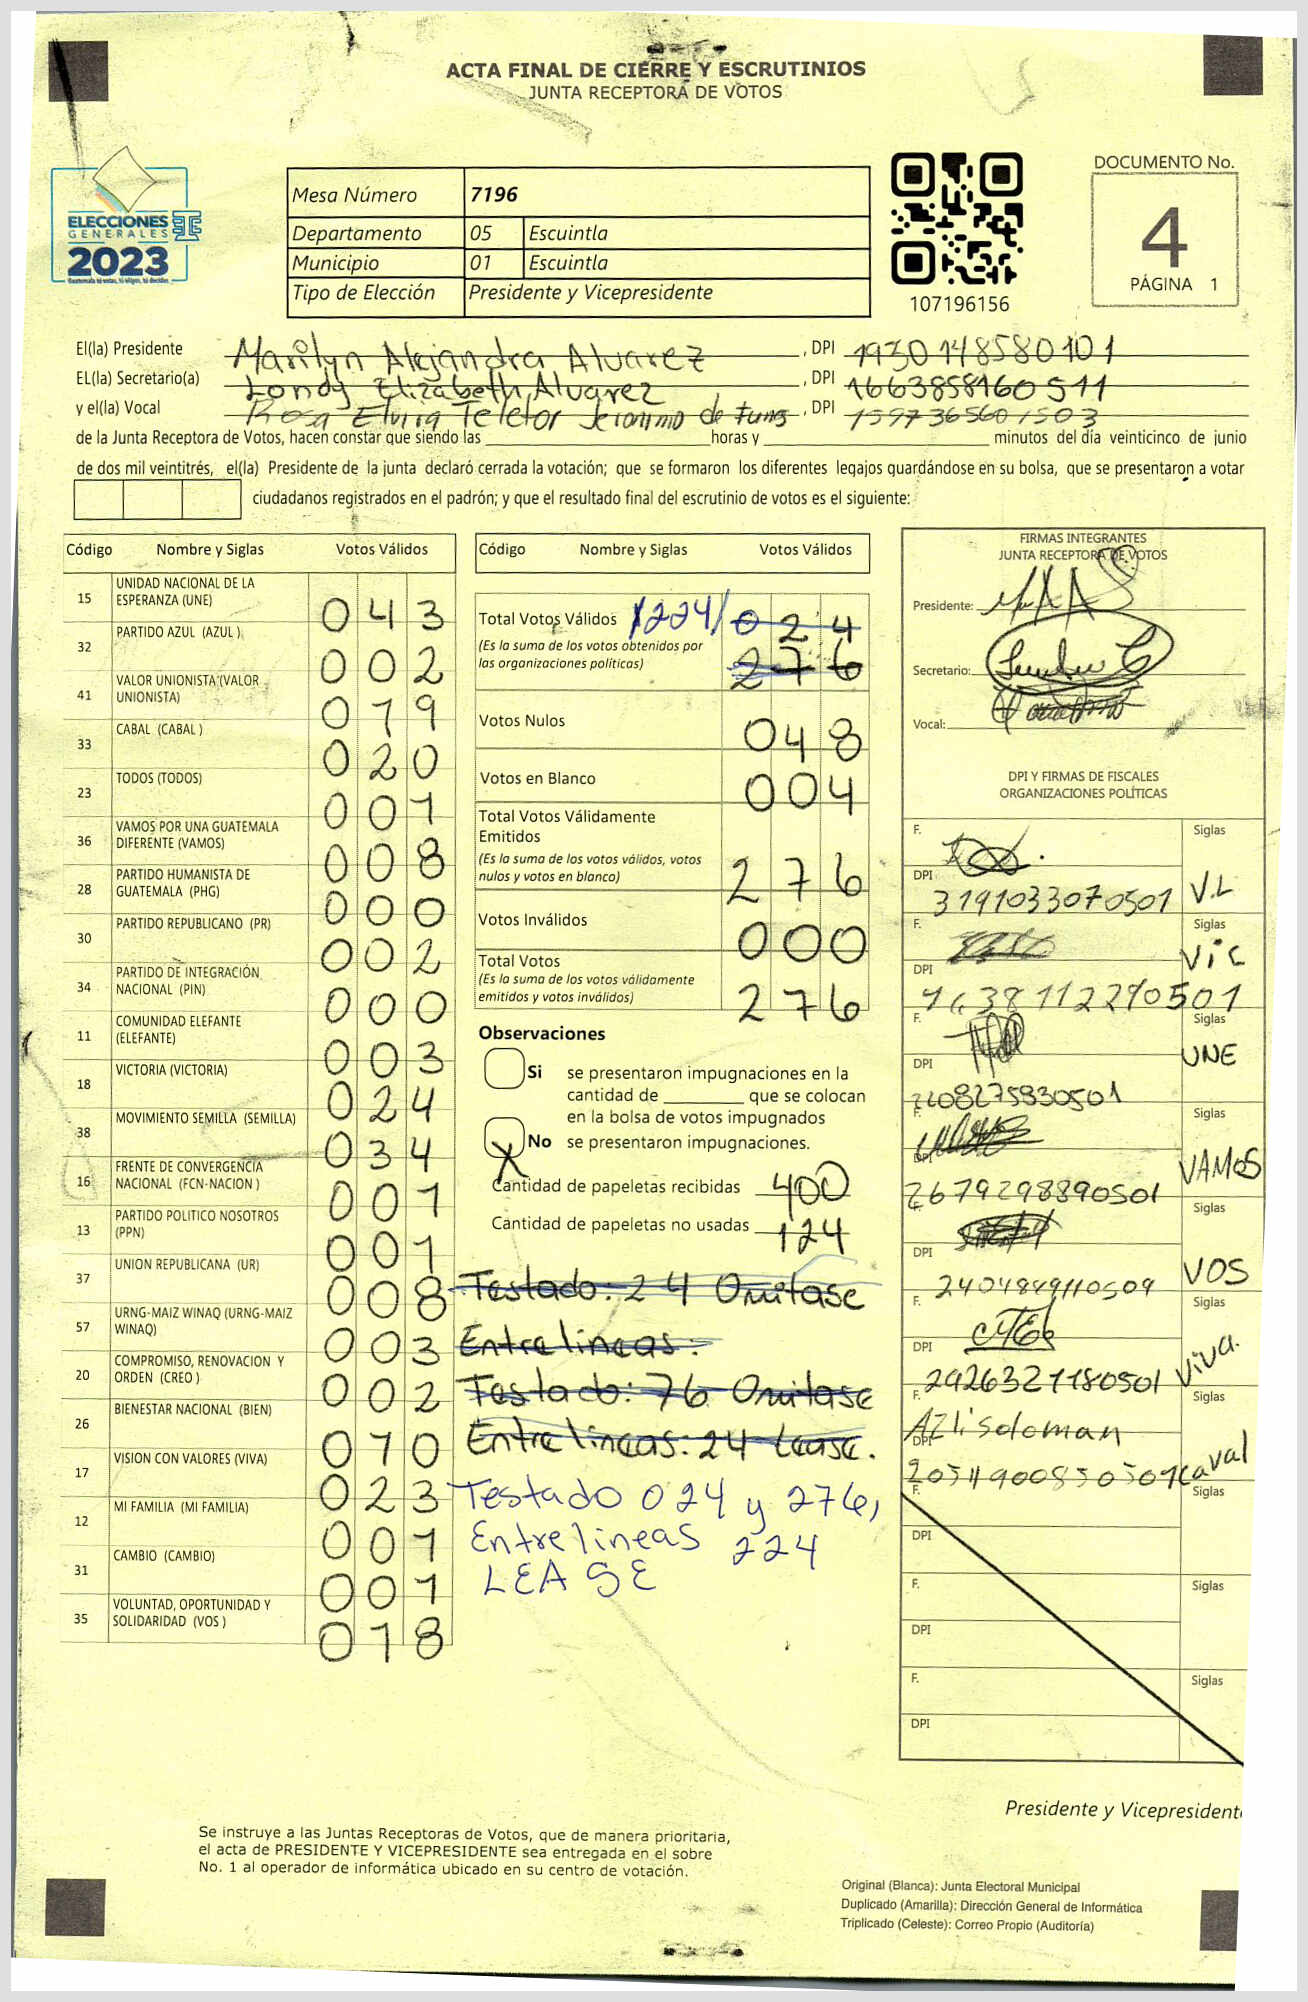 ACTA FINAL DE CIERRE Y ESCRUTINIOS
JUNTA RECEPTORA DE VOTOS
ELECCIONES
GENERALES
2023
Mesa Número 7196
Departamento 05 Escuintla
Municipio 01 Escuintla
Tipo de Elección Presidente y Vicepresidente
107196156
DOCUMENTO No.
4
PÁGINA 1
El(la) Presidente Marilyn Alejandra Alvarez, DPI 1930148580101
EL(la) Secretario(a) Londy Elizabeth Alvarez, DPI 1663858160511
y el(la) Vocal Rosa Elvira Teletor Jeronimo de Funes, DPI 1597365601503
de la Junta Receptora de Votos, hacen constar que siendo las horas y minutos del día veinticinco de junio
de dos mil veintitrés, el(la) Presidente de la junta declaró cerrada la votación; que se formaron los diferentes legajos guardándose en su bolsa, que se presentaron a votar
ciudadanos registrados en el padrón; y que el resultado final del escrutinio de votos es el siguiente:
Código Nombre y Siglas Votos Válidos
15 UNIDAD NACIONAL DE LA ESPERANZA (UNE) 043
32 PARTIDO AZUL (AZUL) 002
41 VALOR UNIONISTA (VALOR UNIONISTA) 019
33 CABAL (CABAL) 020
23 TODOS (TODOS) 001
36 VAMOS POR UNA GUATEMALA DIFERENTE (VAMOS) 008
28 PARTIDO HUMANISTA DE GUATEMALA (PHG) 000
30 PARTIDO REPUBLICANO (PR) 002
34 PARTIDO DE INTEGRACIÓN NACIONAL (PIN) 000
11 COMUNIDAD ELEFANTE (ELEFANTE) 003
18 VICTORIA (VICTORIA) 024
38 MOVIMIENTO SEMILLA (SEMILLA) 034
16 FRENTE DE CONVERGENCIA NACIONAL (FCN-NACION) 001
13 PARTIDO POLITICO NOSOTROS (PPN) 001
37 UNION REPUBLICANA (UR) 008
57 URNG-MAIZ WINAQ (URNG-MAIZ WINAQ) 003
20 COMPROMISO, RENOVACION Y ORDEN (CREO) 002
26 BIENESTAR NACIONAL (BIEN) 010
17 VISION CON VALORES (VIVA) 023
12 MI FAMILIA (MI FAMILIA) 001
31 CAMBIO (CAMBIO) 001
35 VOLUNTAD, OPORTUNIDAD Y SOLIDARIDAD (VOS) 018
Código Nombre y Siglas Votos Válidos
Total Votos Válidos /224/ 024
(Es la suma de los votos obtenidos por
las organizaciones políticas) 276
Votos Nulos 048
Votos en Blanco 004
Total Votos Válidamente
Emitidos
(Es la suma de los votos válidos, votos
nulos y votos en blanco) 276
Votos Inválidos 000
Total Votos
(Es la suma de los votos válidamente
emitidos y votos inválidos) 276
Observaciones
Si se presentaron impugnaciones en la
cantidad de que se colocan
en la bolsa de votos impugnados
X No se presentaron impugnaciones.
Cantidad de papeletas recibidas 400
Cantidad de papeletas no usadas 124
Testado: 24 Omitase
Entrelineas:
Testado: 76 Omitase
Entrelineas: 24 Lease.
Testado 024 y 276,
Entrelineas 224
LEASE
FIRMAS INTEGRANTES
JUNTA RECEPTORA DE VOTOS
Presidente:
Secretario:
Vocal:
DPI Y FIRMAS DE FISCALES
ORGANIZACIONES POLÍTICAS
F. Siglas
DPI 3191033070501 V.L
F. Siglas
DPI VIC
F. Siglas
DPI UNE
F. Siglas
DPI 2679298890501 VAMOS
F. Siglas
DPI 2404849110509 VOS
F. Siglas
DPI 2926321180501 Viva.
F. Siglas
DPI
F. Siglas
DPI
F. Siglas
DPI
F. Siglas
DPI
Presidente y Vicepresident
Se instruye a las Juntas Receptoras de Votos, que de manera prioritaria,
el acta de PRESIDENTE Y VICEPRESIDENTE sea entregada en el sobre
No. 1 al operador de informática ubicado en su centro de votación.
Original (Blanca): Junta Electoral Municipal
Duplicado (Amarilla): Dirección General de Informática
Triplicado (Celeste): Correo Propio (Auditoría)